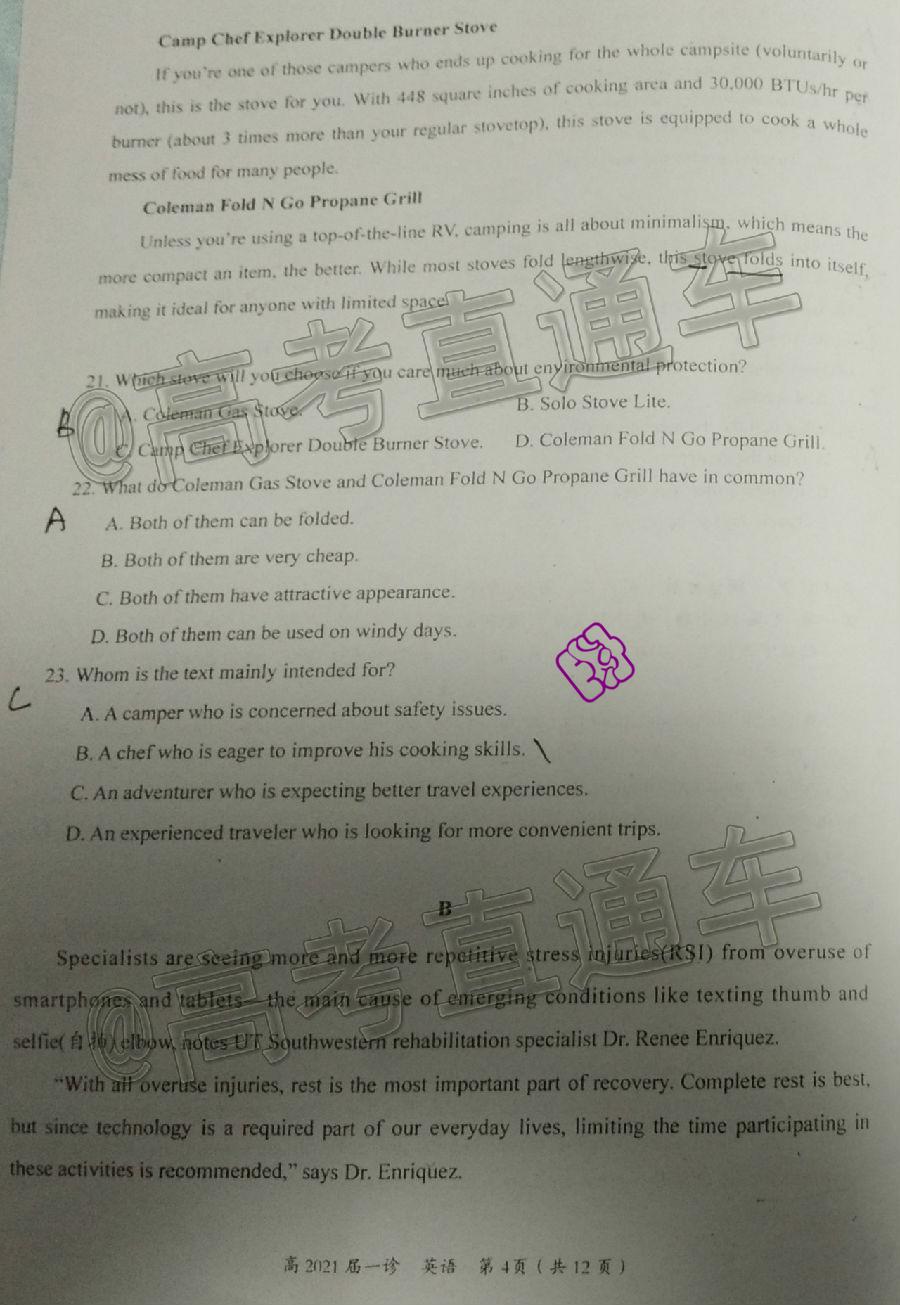 Camp Chef Explorer Double Burner Stove
If you're one of those campers who ends up cooking for the whole campsite (voluntarily or
not), this is the stove for you. With 448 square inches of cooking area and 30,000 BTUs/hr per
burner (about 3 times more than your regular stovetop), this stove is equipped to cook a whole
mess of food for many people.
Coleman Fold N Go Propane Grill
Unless you're using a top-of-the-line RV, camping is all about minimalism, which means the
more compact an item, the better. While most stoves fold lengthwise, this stove folds into itself,
making it ideal for anyone with limited space.
21. Which stove will you choose if you care much about environmental protection?
B
A. Coleman Gas Stove.
B. Solo Stove Lite.
C. Camp Chef Explorer Double Burner Stove.
D. Coleman Fold N Go Propane Grill.
22. What do Coleman Gas Stove and Coleman Fold N Go Propane Grill have in common?
A
A. Both of them can be folded.
B. Both of them are very cheap.
C. Both of them have attractive appearance.
D. Both of them can be used on windy days.
23. Whom is the text mainly intended for?
C
A. A camper who is concerned about safety issues.
B. A chef who is eager to improve his cooking skills.
C. An adventurer who is expecting better travel experiences.
D. An experienced traveler who is looking for more convenient trips.
@高考直通车
B
Specialists are seeing more and more repetitive stress injuries(RSI) from overuse of
smartphones and tablets—the main cause of emerging conditions like texting thumb and
selfie(自拍) elbow, notes UT Southwestern rehabilitation specialist Dr. Renee Enriquez.
"With all overuse injuries, rest is the most important part of recovery. Complete rest is best,
but since technology is a required part of our everyday lives, limiting the time participating in
these activities is recommended," says Dr. Enriquez.
@高考直通车
高 2021 届一诊 英语 第 4页 ( 共 12 页 )